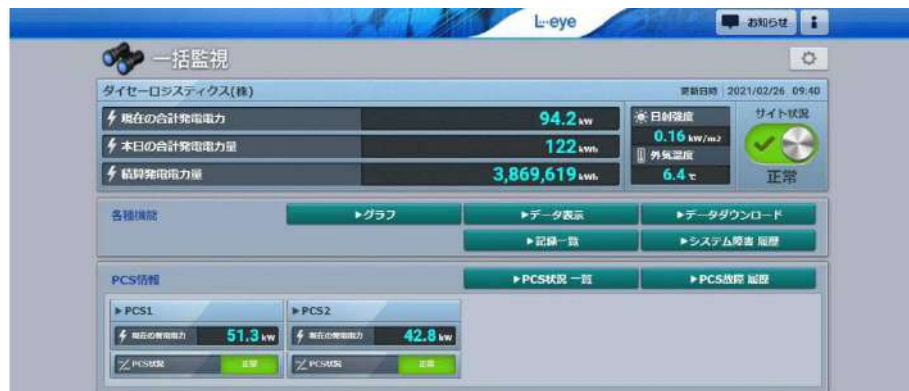 L-eye
お知らせ
一括監視
ダイセーロジスティクス(株)
更新日時 2021/02/26 09:40
現在の合計発電電力 94.2 kW
日射強度
サイト状況
本日の合計発電電力量 122 kWh
0.16 kW/m2
外気温度
積算発電電力量 3,869,619 kWh
6.4 ℃
正常
各種機能
▶グラフ
▶データ表示
▶データダウンロード
▶記録一覧
▶システム障害 履歴
PCS情報
▶PCS状況 一覧
▶PCS故障 履歴
▶PCS1
▶PCS2
現在の発電電力 51.3 kW
現在の発電電力 42.8 kW
PCS状況 正常
PCS状況 正常